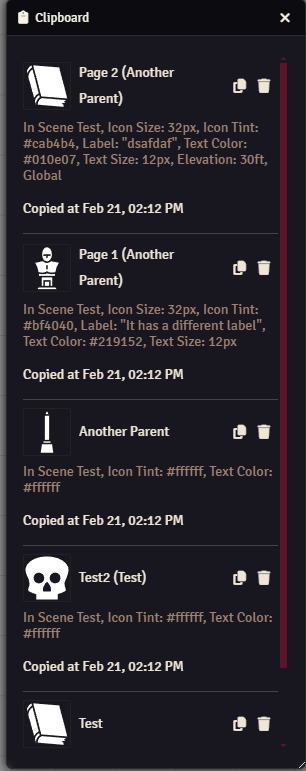 Clipboard
Page 2 (Another
Parent)
In Scene Test, Icon Size: 32px, Icon Tint:
#cab4b4, Label: "dsafdaf", Text Color:
#010e07, Text Size: 12px, Elevation: 30ft,
Global
Copied at Feb 21, 02:12 PM
Page 1 (Another
Parent)
In Scene Test, Icon Size: 32px, Icon Tint:
#bf4040, Label: "It has a different label",
Text Color: #219152, Text Size: 12px
Copied at Feb 21, 02:12 PM
Another Parent
In Scene Test, Icon Tint: #ffffff, Text Color:
#ffffff
Copied at Feb 21, 02:12 PM
Test2 (Test)
In Scene Test, Icon Tint: #ffffff, Text Color:
#ffffff
Copied at Feb 21, 02:12 PM
Test